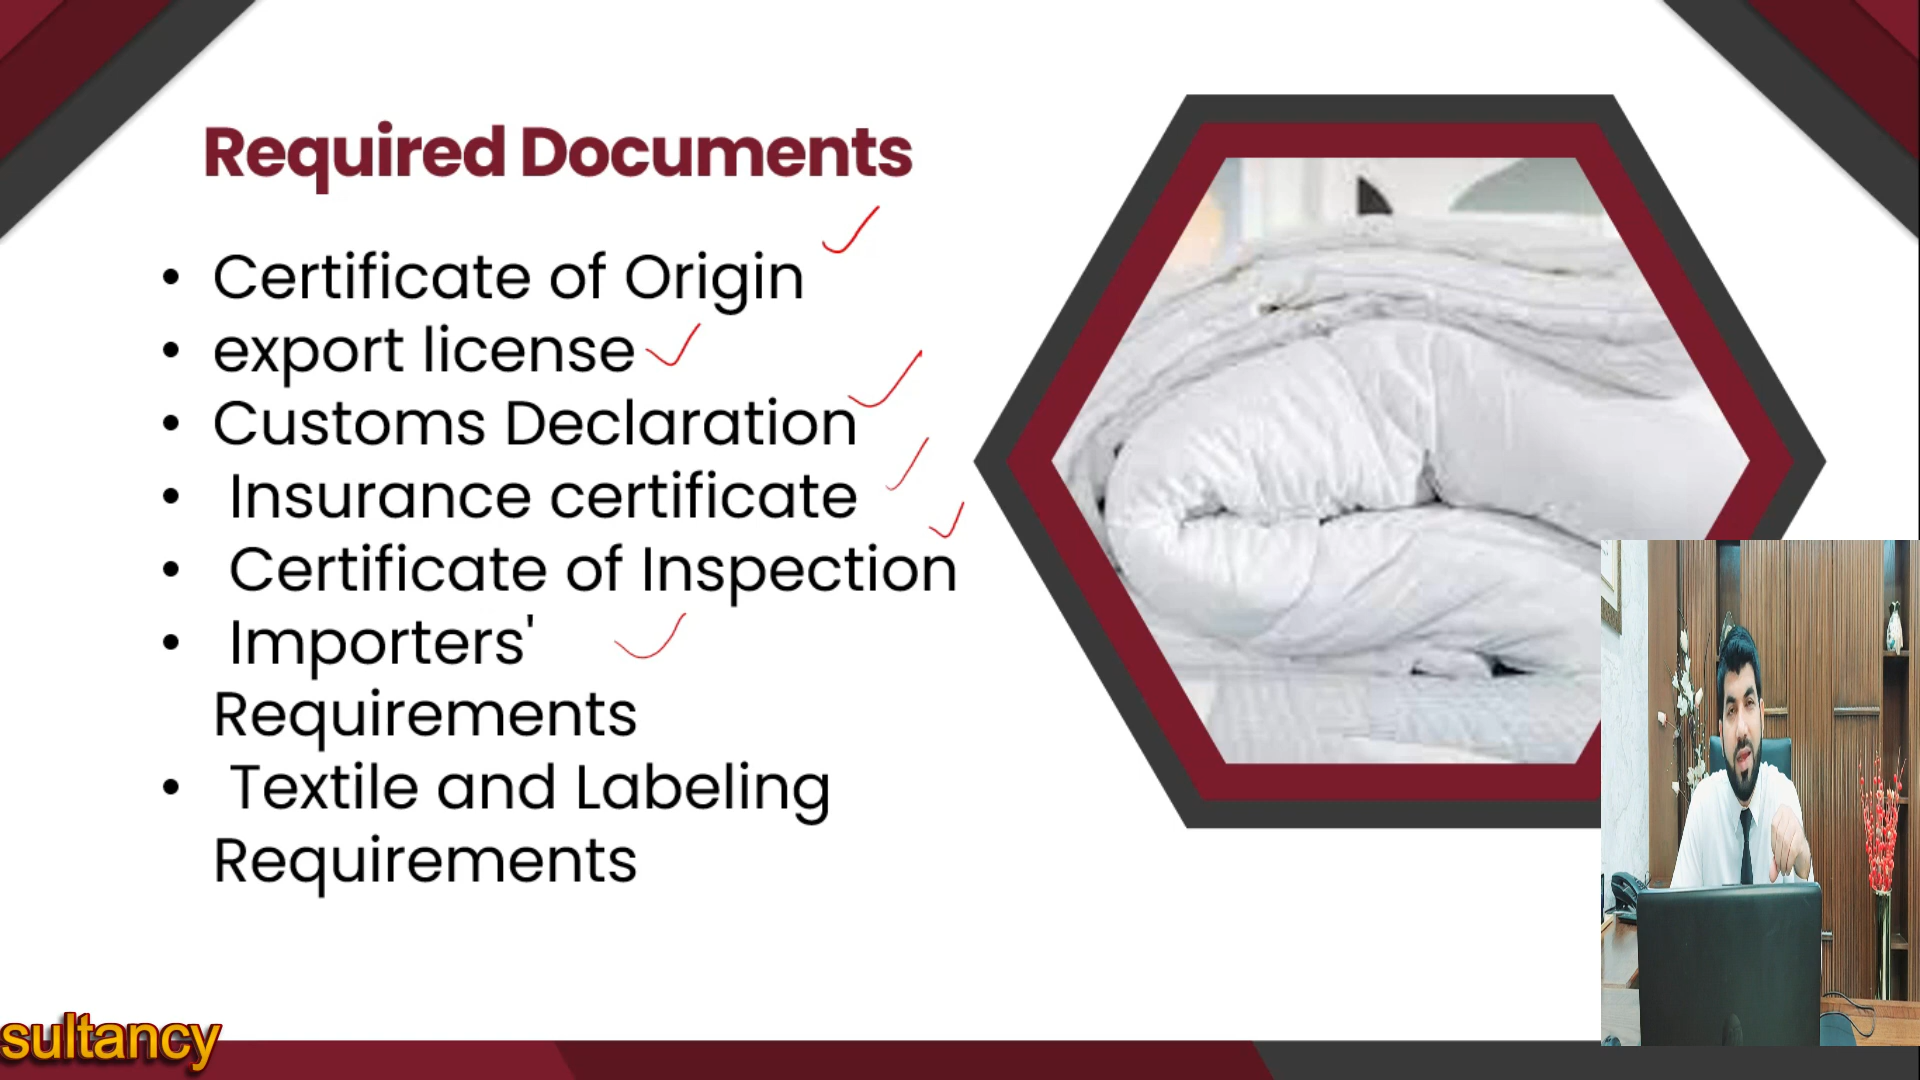 Required Documents
• Certificate of Origin
• export license
• Customs Declaration
• Insurance certificate
• Certificate of Inspection
• Importers'
Requirements
• Textile and Labeling
Requirements
sultancy